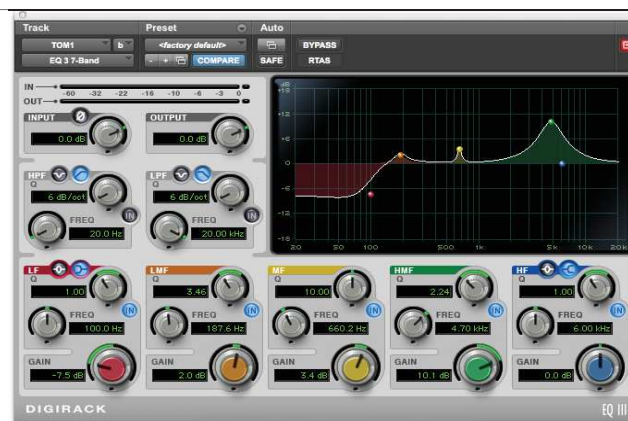 Track Preset Auto
TOM1 b <factory default>
EQ 3 7-Band - + COMPARE SAFE BYPASS RTAS
IN -60 -32 -22 -16 -10 -6 -3 0
OUT
INPUT Ø OUTPUT
0.0 dB 0.0 dB
HPF LPF
Q Q
6 dB/oct 6 dB/oct
FREQ IN FREQ IN
20.0 Hz 20.00 kHz
dB
+18
+6
0
-6
-12
-18
20 50 100 500 1k 5k 10k 20k
LF LMF MF HMF HF
Q Q Q Q Q
1.00 3.46 10.00 2.24 1.00
IN IN IN IN IN
FREQ FREQ FREQ FREQ FREQ
100.0 Hz 187.6 Hz 660.2 Hz 4.70 kHz 6.00 kHz
GAIN GAIN GAIN GAIN GAIN
-7.5 dB 2.0 dB 3.4 dB 10.1 dB 0.0 dB
DIGIRACK EQ III